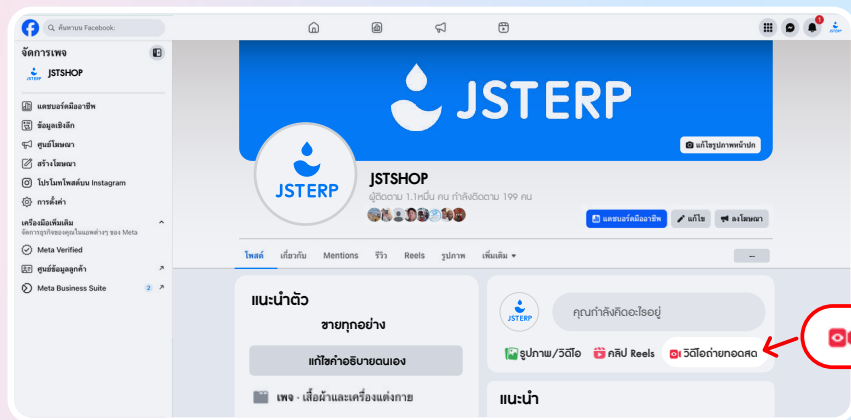 ค้นหาบน Facebook:
จัดการเพจ
JSTERP
JSTSHOP
แดชบอร์ดมืออาชีพ
ข้อมูลเชิงลึก
ศูนย์โฆษณา
สร้างโฆษณา
โปรโมทโพสต์บน Instagram
การตั้งค่า
เครื่องมือเพิ่มเติม
จัดการธุรกิจของคุณในแอพต่างๆ ของ Meta
Meta Verified
ศูนย์ข้อมูลลูกค้า
Meta Business Suite 2
1
JSTERP
JSTERP
แก้ไขรูปภาพหน้าปก
JSTERP
JSTSHOP
ผู้ติดตาม 1.1หมื่น คน กำลังติดตาม 199 คน
แดชบอร์ดมืออาชีพ แก้ไข ลงโฆษณา
โพสต์ เกี่ยวกับ Mentions รีวิว Reels รูปภาพ เพิ่มเติม ...
แนะนำตัว
ขายทุกอย่าง
แก้ไขคำอธิบายตนเอง
เพจ · เสื้อผ้าและเครื่องแต่งกาย
JSTERP
คุณกำลังคิดอะไรอยู่
รูปภาพ/วิดีโอ คลิป Reels วิดีโอถ่ายทอดสด
แนะนำ